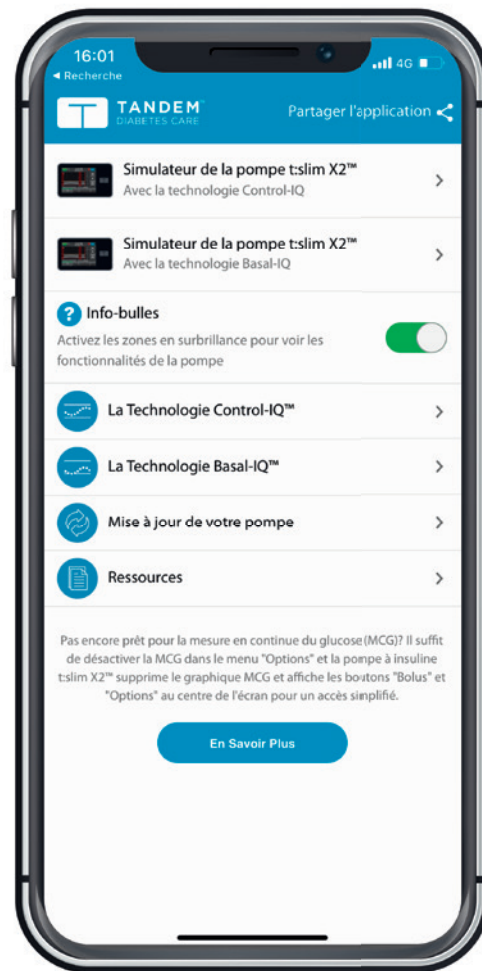 16:01
◀ Recherche
4G
TANDEM™
DIABETES CARE
Partager l'application
Simulateur de la pompe t:slim X2™
Avec la technologie Control-IQ
Simulateur de la pompe t:slim X2™
Avec la technologie Basal-IQ
? Info-bulles
Activez les zones en surbrillance pour voir les
fonctionnalités de la pompe
La Technologie Control-IQ™
La Technologie Basal-IQ™
Mise à jour de votre pompe
Ressources
Pas encore prêt pour la mesure en continue du glucose (MCG)? Il suffit
de désactiver la MCG dans le menu "Options" et la pompe à insuline
t:slim X2™ supprime le graphique MCG et affiche les boutons "Bolus" et
"Options" au centre de l'écran pour un accès simplifié.
En Savoir Plus